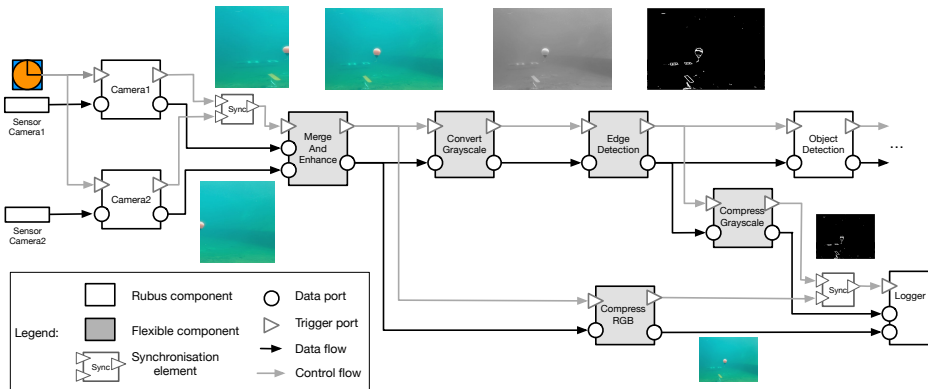 Camera1
Sensor
Camera1
Sync
Merge
And
Enhance
Convert
Grayscale
Edge
Detection
Object
Detection
...
Camera2
Sensor
Camera2
Compress
Grayscale
Sync
Logger
Compress
RGB
Legend:
Rubus component
Flexible component
Sync
Synchronisation
element
Data port
Trigger port
Data flow
Control flow